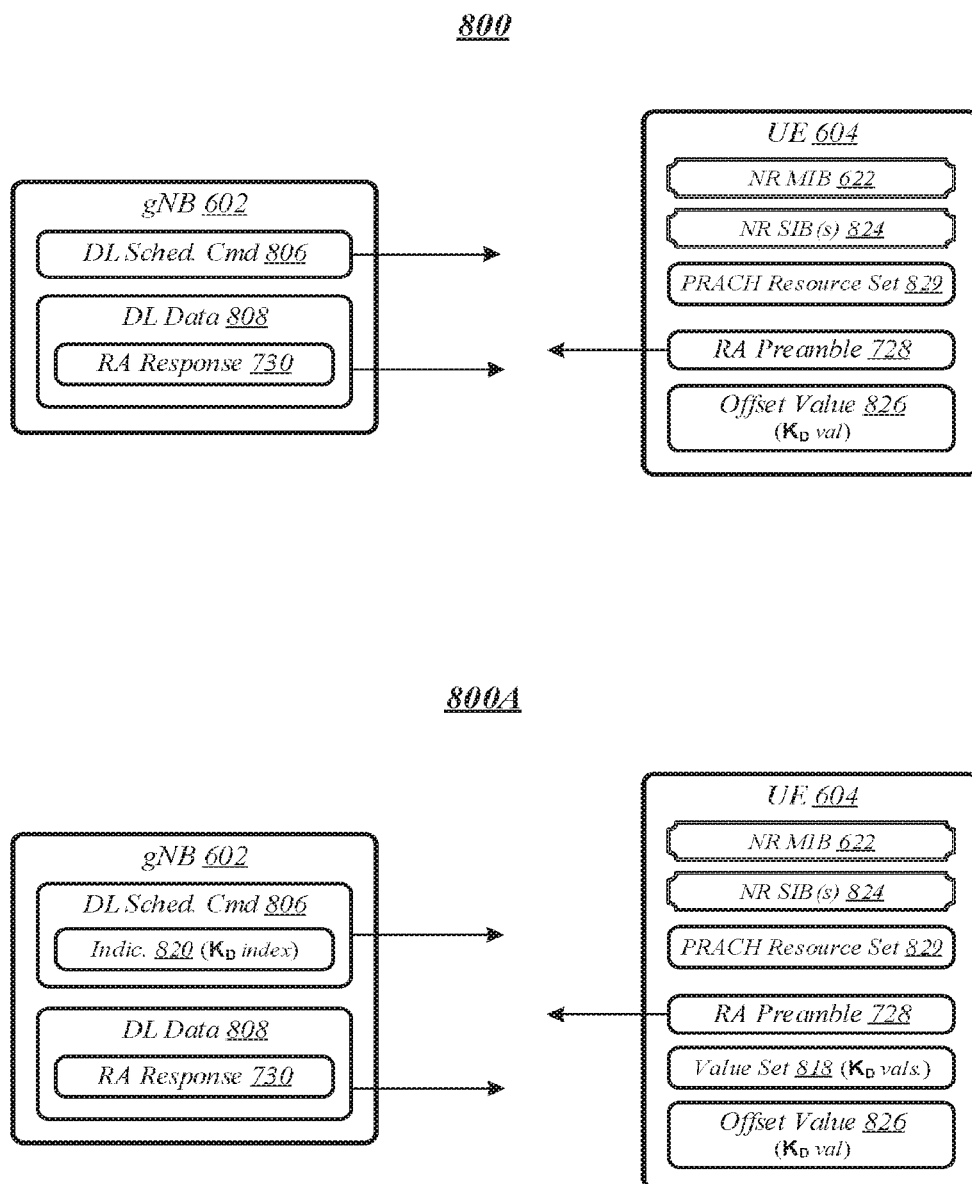 800
gNB 602
DL Sched. Cmd 806
DL Data 808
RA Response 730
UE 604
NR MIB 622
NR SIB(s) 824
PRACH Resource Set 829
RA Preamble 728
Offset Value 826
(KD val)
800A
gNB 602
DL Sched. Cmd 806
Indic. 820 (KD index)
DL Data 808
RA Response 730
UE 604
NR MIB 622
NR SIB(s) 824
PRACH Resource Set 829
RA Preamble 728
Value Set 818 (KD vals.)
Offset Value 826
(KD val)